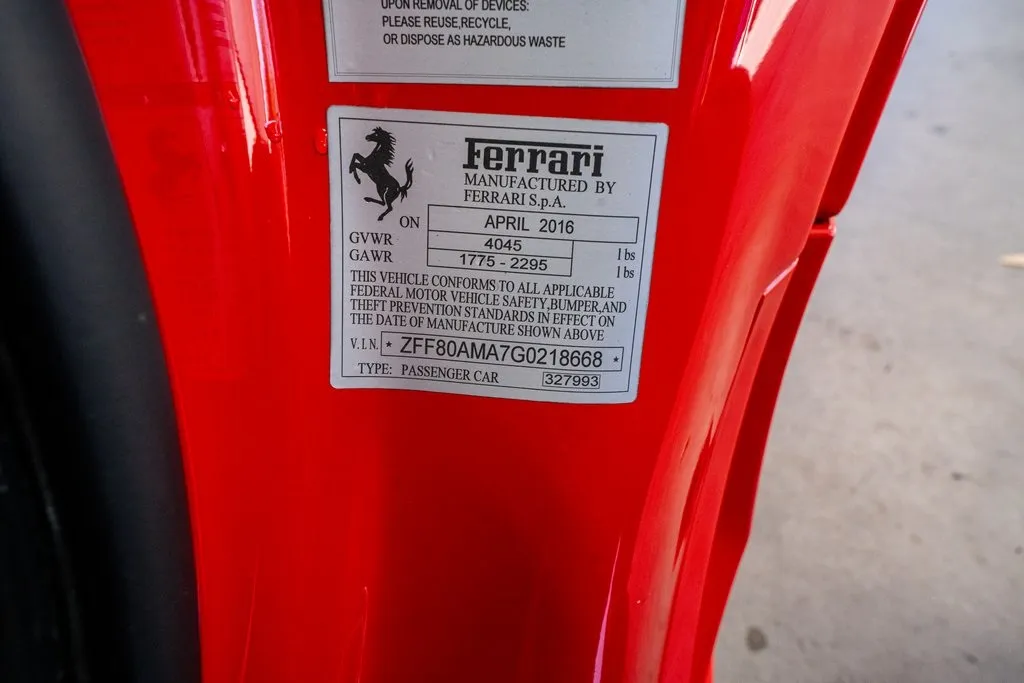 UPON REMOVAL OF DEVICES:
PLEASE REUSE,RECYCLE,
OR DISPOSE AS HAZARDOUS WASTE
Ferrari
MANUFACTURED BY
FERRARI S.p.A.
ON APRIL 2016
GVWR 4045 lbs
GAWR 1775 - 2295 lbs
THIS VEHICLE CONFORMS TO ALL APPLICABLE
FEDERAL MOTOR VEHICLE SAFETY,BUMPER,AND
THEFT PREVENTION STANDARDS IN EFFECT ON
THE DATE OF MANUFACTURE SHOWN ABOVE
V.I.N. * ZFF80AMA7G0218668 *
TYPE: PASSENGER CAR 327993